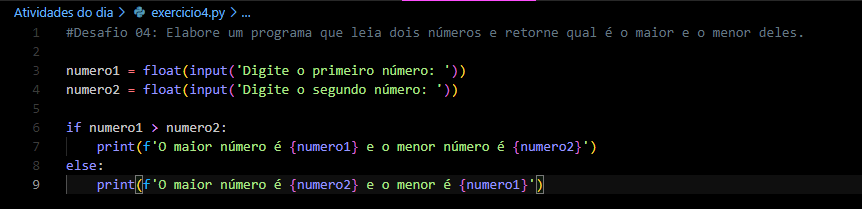 Atividades do dia > exercicio4.py > ...
1 #Desafio 04: Elabore um programa que leia dois números e retorne qual é o maior e o menor deles.
2
3 numero1 = float(input('Digite o primeiro número: '))
4 numero2 = float(input('Digite o segundo número: '))
5
6 if numero1 > numero2:
7     print(f'O maior número é {numero1} e o menor número é {numero2}')
8 else:
9     print(f'O maior número é {numero2} e o menor é {numero1}')